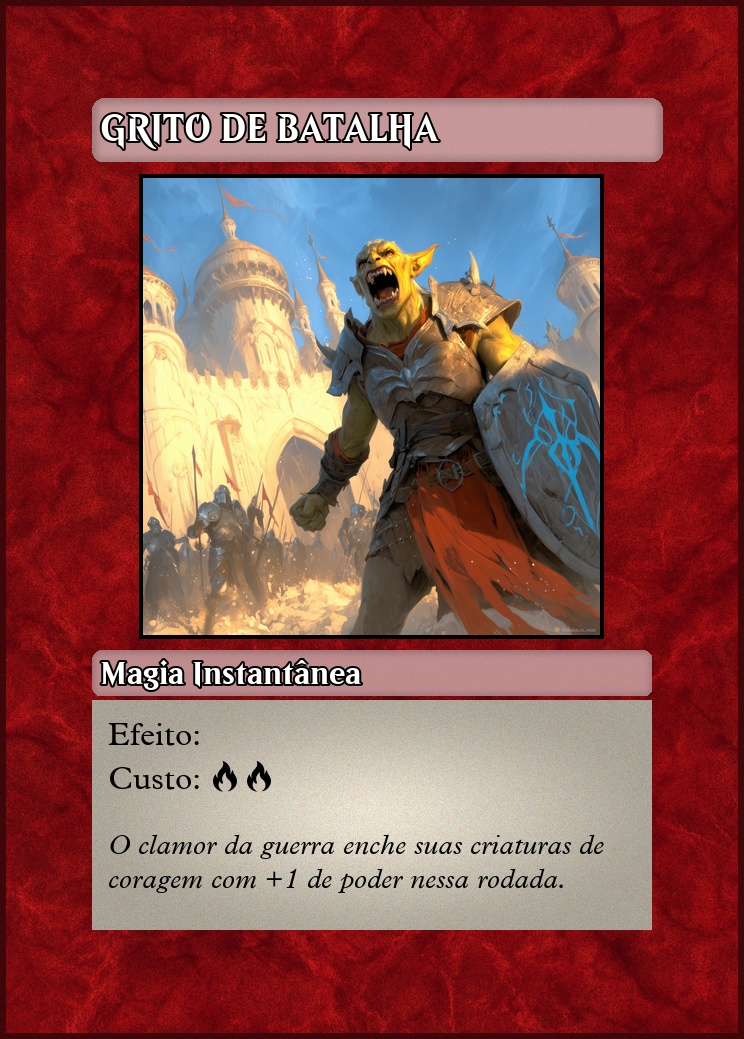 GRITO DE BATALHA
Magia Instantânea
Efeito:
Custo:
O clamor da guerra enche suas criaturas de
coragem com +1 de poder nessa rodada.